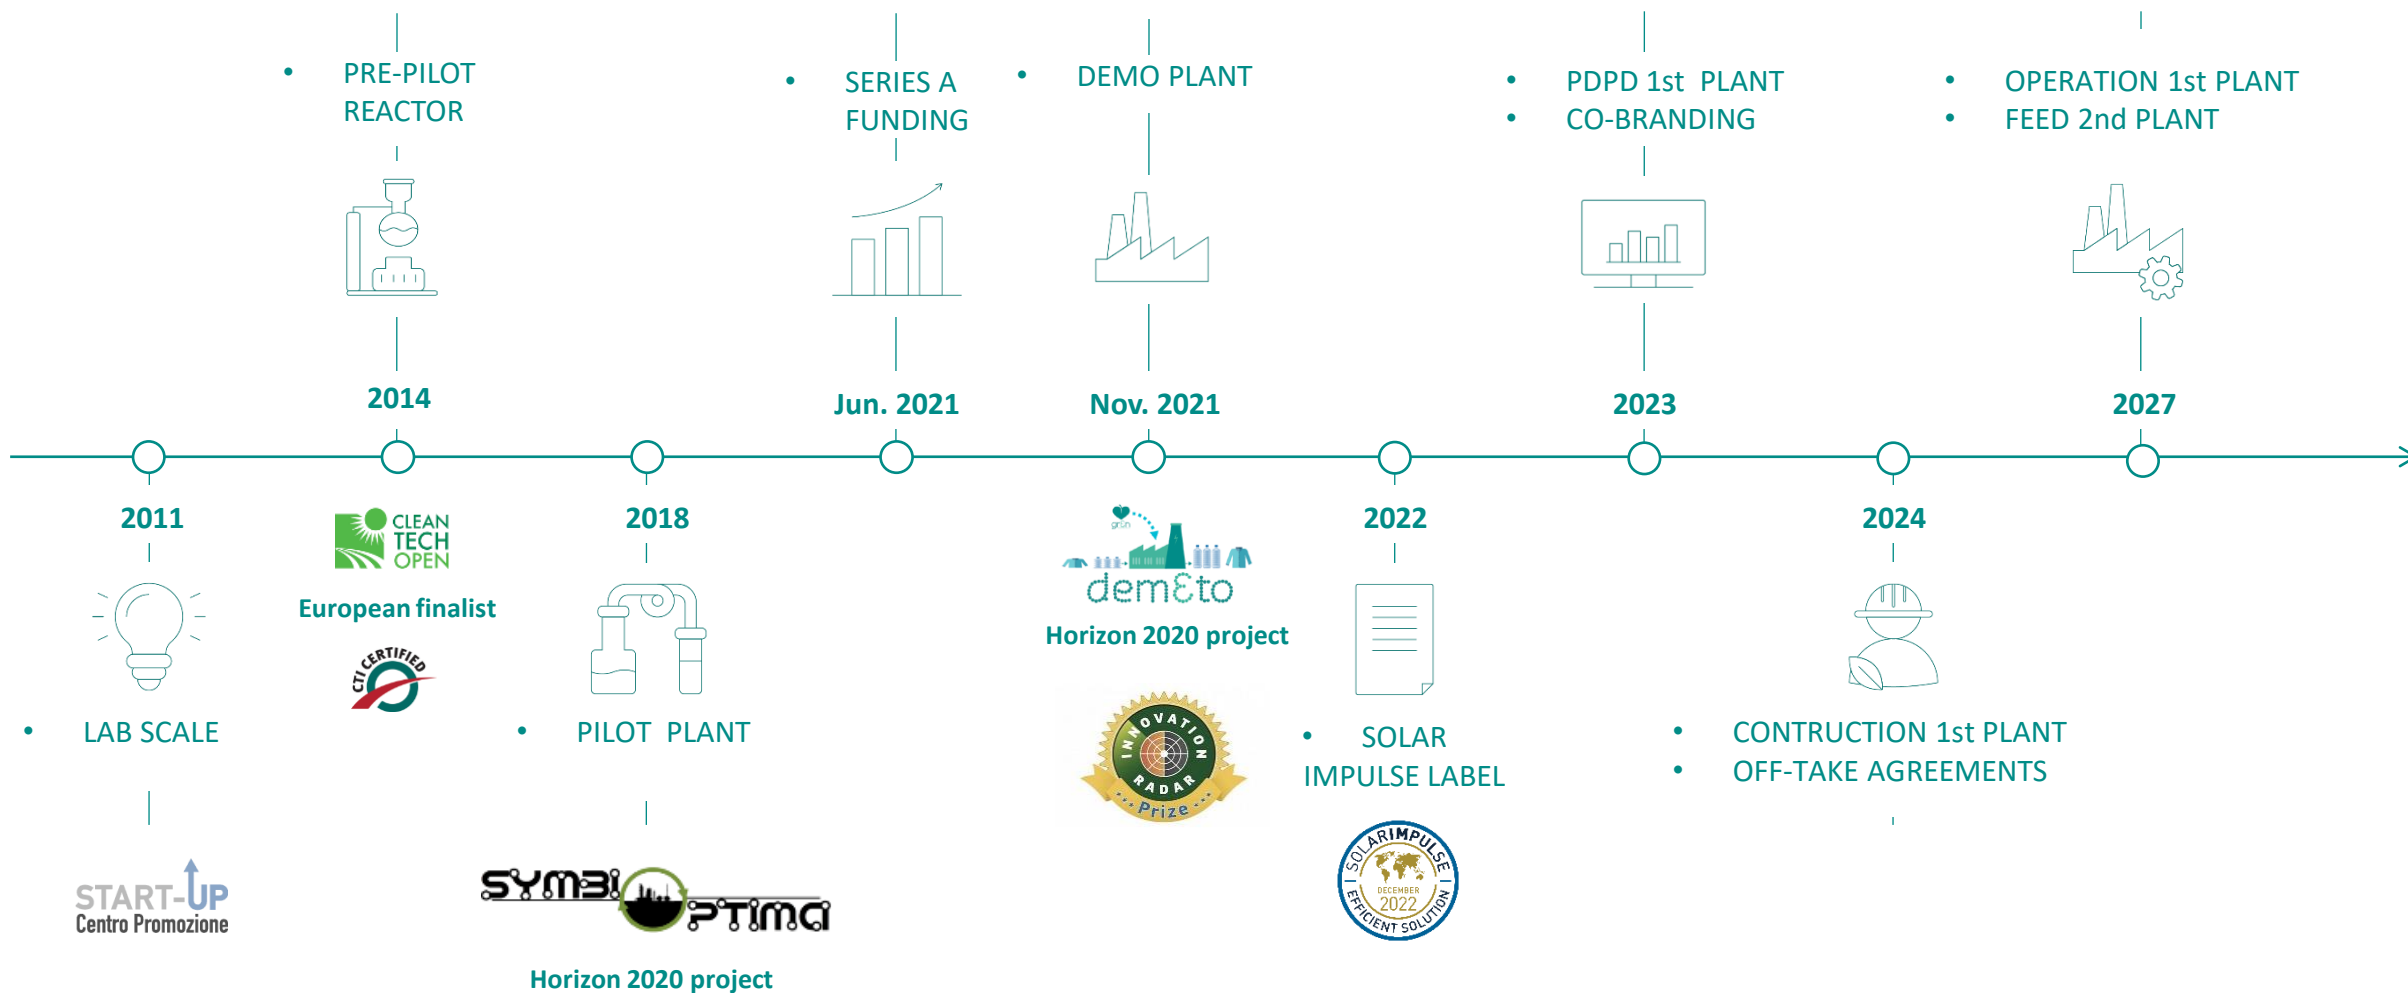 • PRE-PILOT
REACTOR
• SERIES A
FUNDING
• DEMO PLANT
• PDPD 1st PLANT
• CO-BRANDING
• OPERATION 1st PLANT
• FEED 2nd PLANT
2014
Jun. 2021
Nov. 2021
2023
2027
2011
2018
2022
2024
CLEAN
TECH
OPEN
European finalist
CTI CERTIFIED
grün
demεto
Horizon 2020 project
INNOVATION
RADAR
Prize
• LAB SCALE
• PILOT PLANT
• SOLAR
IMPULSE LABEL
• CONTRUCTION 1st PLANT
• OFF-TAKE AGREEMENTS
START-UP
Centro Promozione
SYMBIOPTIMA
Horizon 2020 project
SOLARIMPULSE
DECEMBER
2022
EFFICIENT SOLUTION